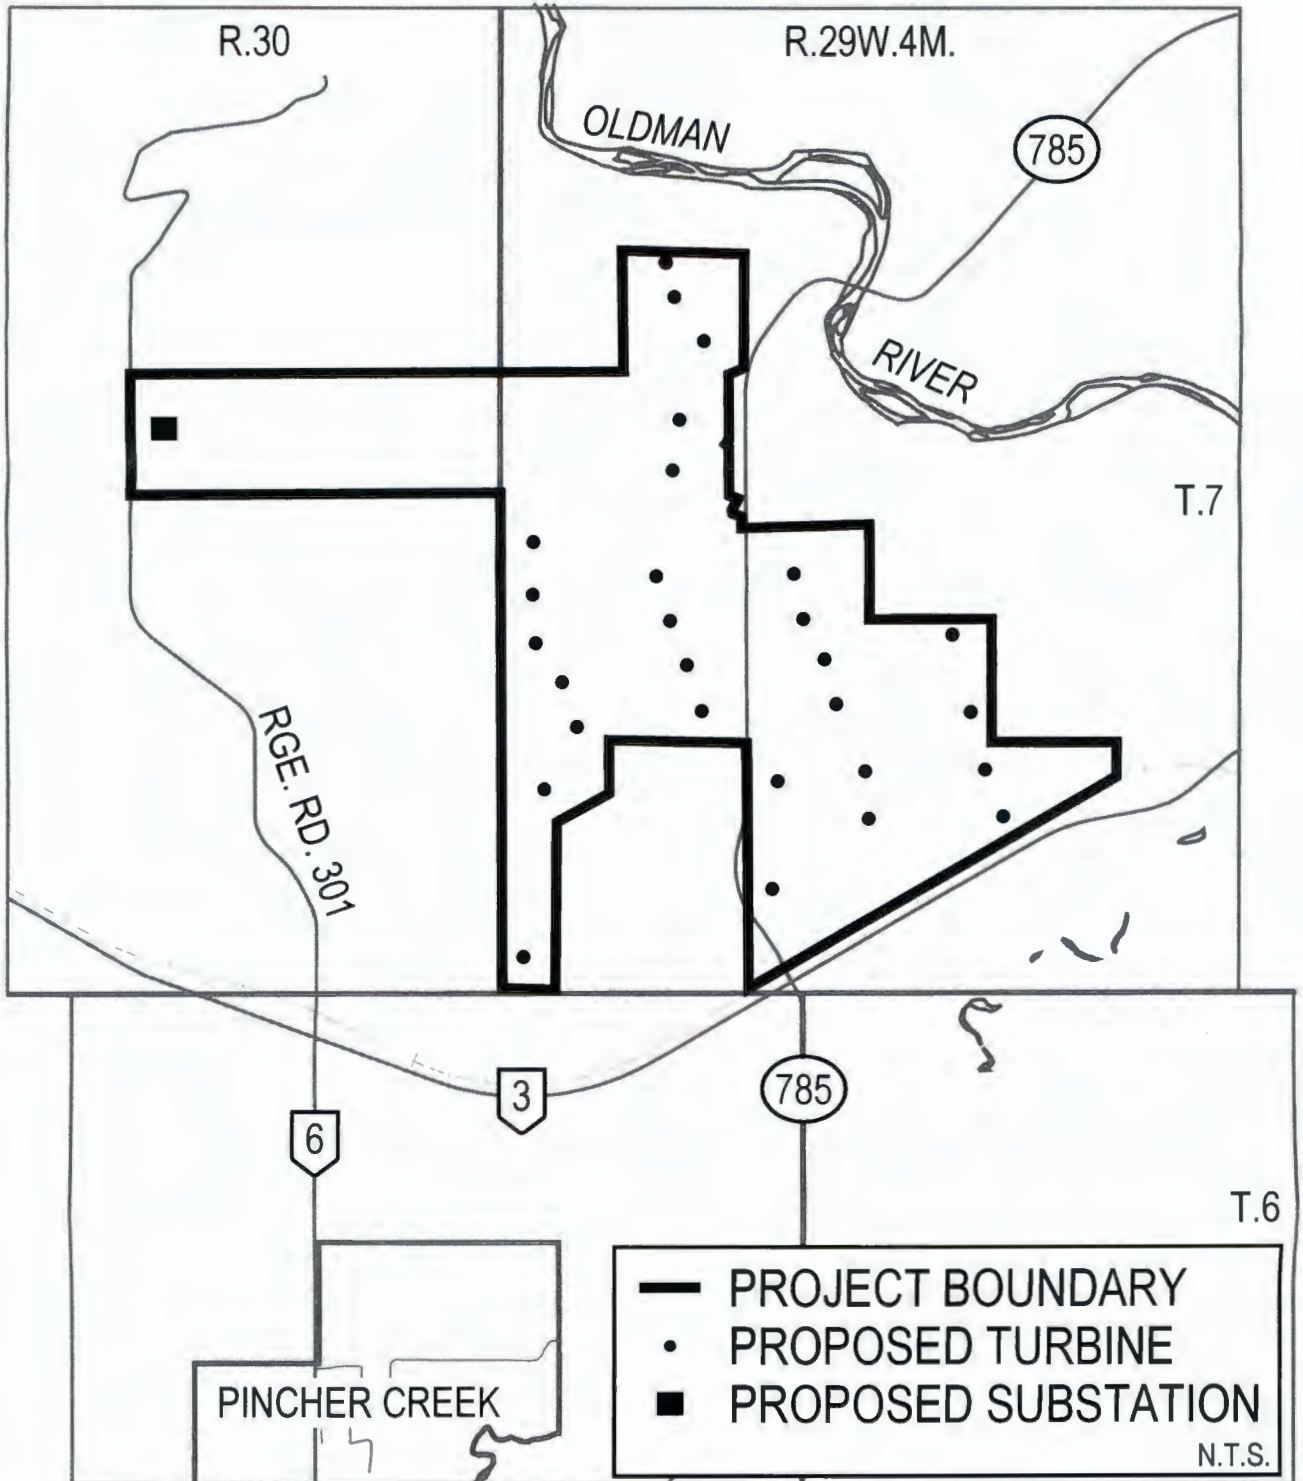 R.30
R.29W.4M.
OLDMAN
785
RIVER
T.7
RGE. RD. 301
3
785
6
T.6
PINCHER CREEK
PROJECT BOUNDARY
PROPOSED TURBINE
PROPOSED SUBSTATION
N.T.S.